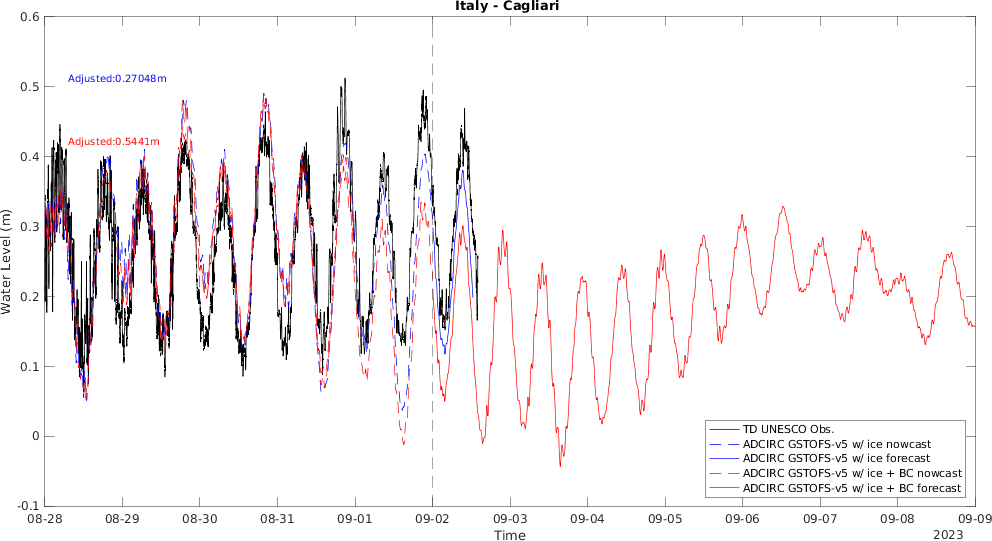 Italy - Cagliari
0.6
0.5
0.4
0.3
0.2
0.1
0
-0.1
Water Level (m)
Adjusted:0.27048m
Adjusted:0.5441m
TD UNESCO Obs.
ADCIRC GSTOFS-v5 w/ ice nowcast
ADCIRC GSTOFS-v5 w/ ice forecast
ADCIRC GSTOFS-v5 w/ ice + BC nowcast
ADCIRC GSTOFS-v5 w/ ice + BC forecast
08-28 08-29 08-30 08-31 09-01 09-02 09-03 09-04 09-05 09-06 09-07 09-08 09-09
Time
2023